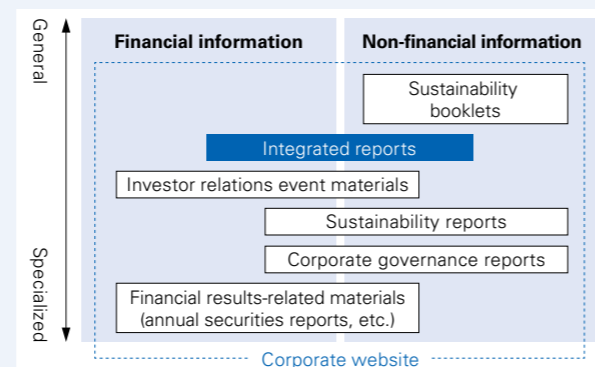 General
Financial information
Non-financial information
Sustainability
booklets
Integrated reports
Investor relations event materials
Sustainability reports
Corporate governance reports
Financial results-related materials
(annual securities reports, etc.)
Specialized
Corporate website